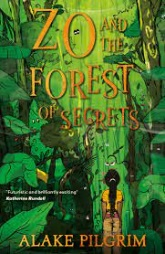 ZO AND
THE
FOREST
OF SECRETS
'Futuristic and brilliantly exciting'
Katherine Rundell
ALAKE PILGRIM